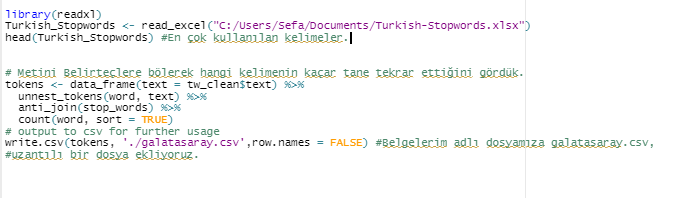 library(readxl)
Turkish_Stopwords <- read_excel("C:/Users/Sefa/Documents/Turkish-Stopwords.xlsx")
head(Turkish_Stopwords) #En çok kullanılan kelimeler.
# Metini Belirteçlere bölerek hangi kelimenin kaçar tane tekrar ettiğini gördük.
tokens <- data_frame(text = tw_clean$text) %>%
  unnest_tokens(word, text) %>%
  anti_join(stop_words) %>%
  count(word, sort = TRUE)
# output to csv for further usage
write.csv(tokens, './galatasaray.csv',row.names = FALSE) #Belgelerim adlı dosyamıza galatasaray.csv,
#uzantılı bir dosya ekliyoruz.